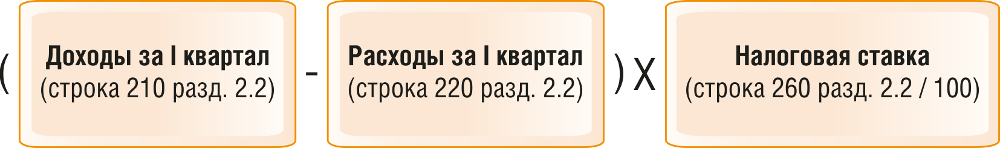 ( Доходы за I квартал - Расходы за I квартал ) X Налоговая ставка
(строка 210 разд. 2.2) (строка 220 разд. 2.2) (строка 260 разд. 2.2 / 100)